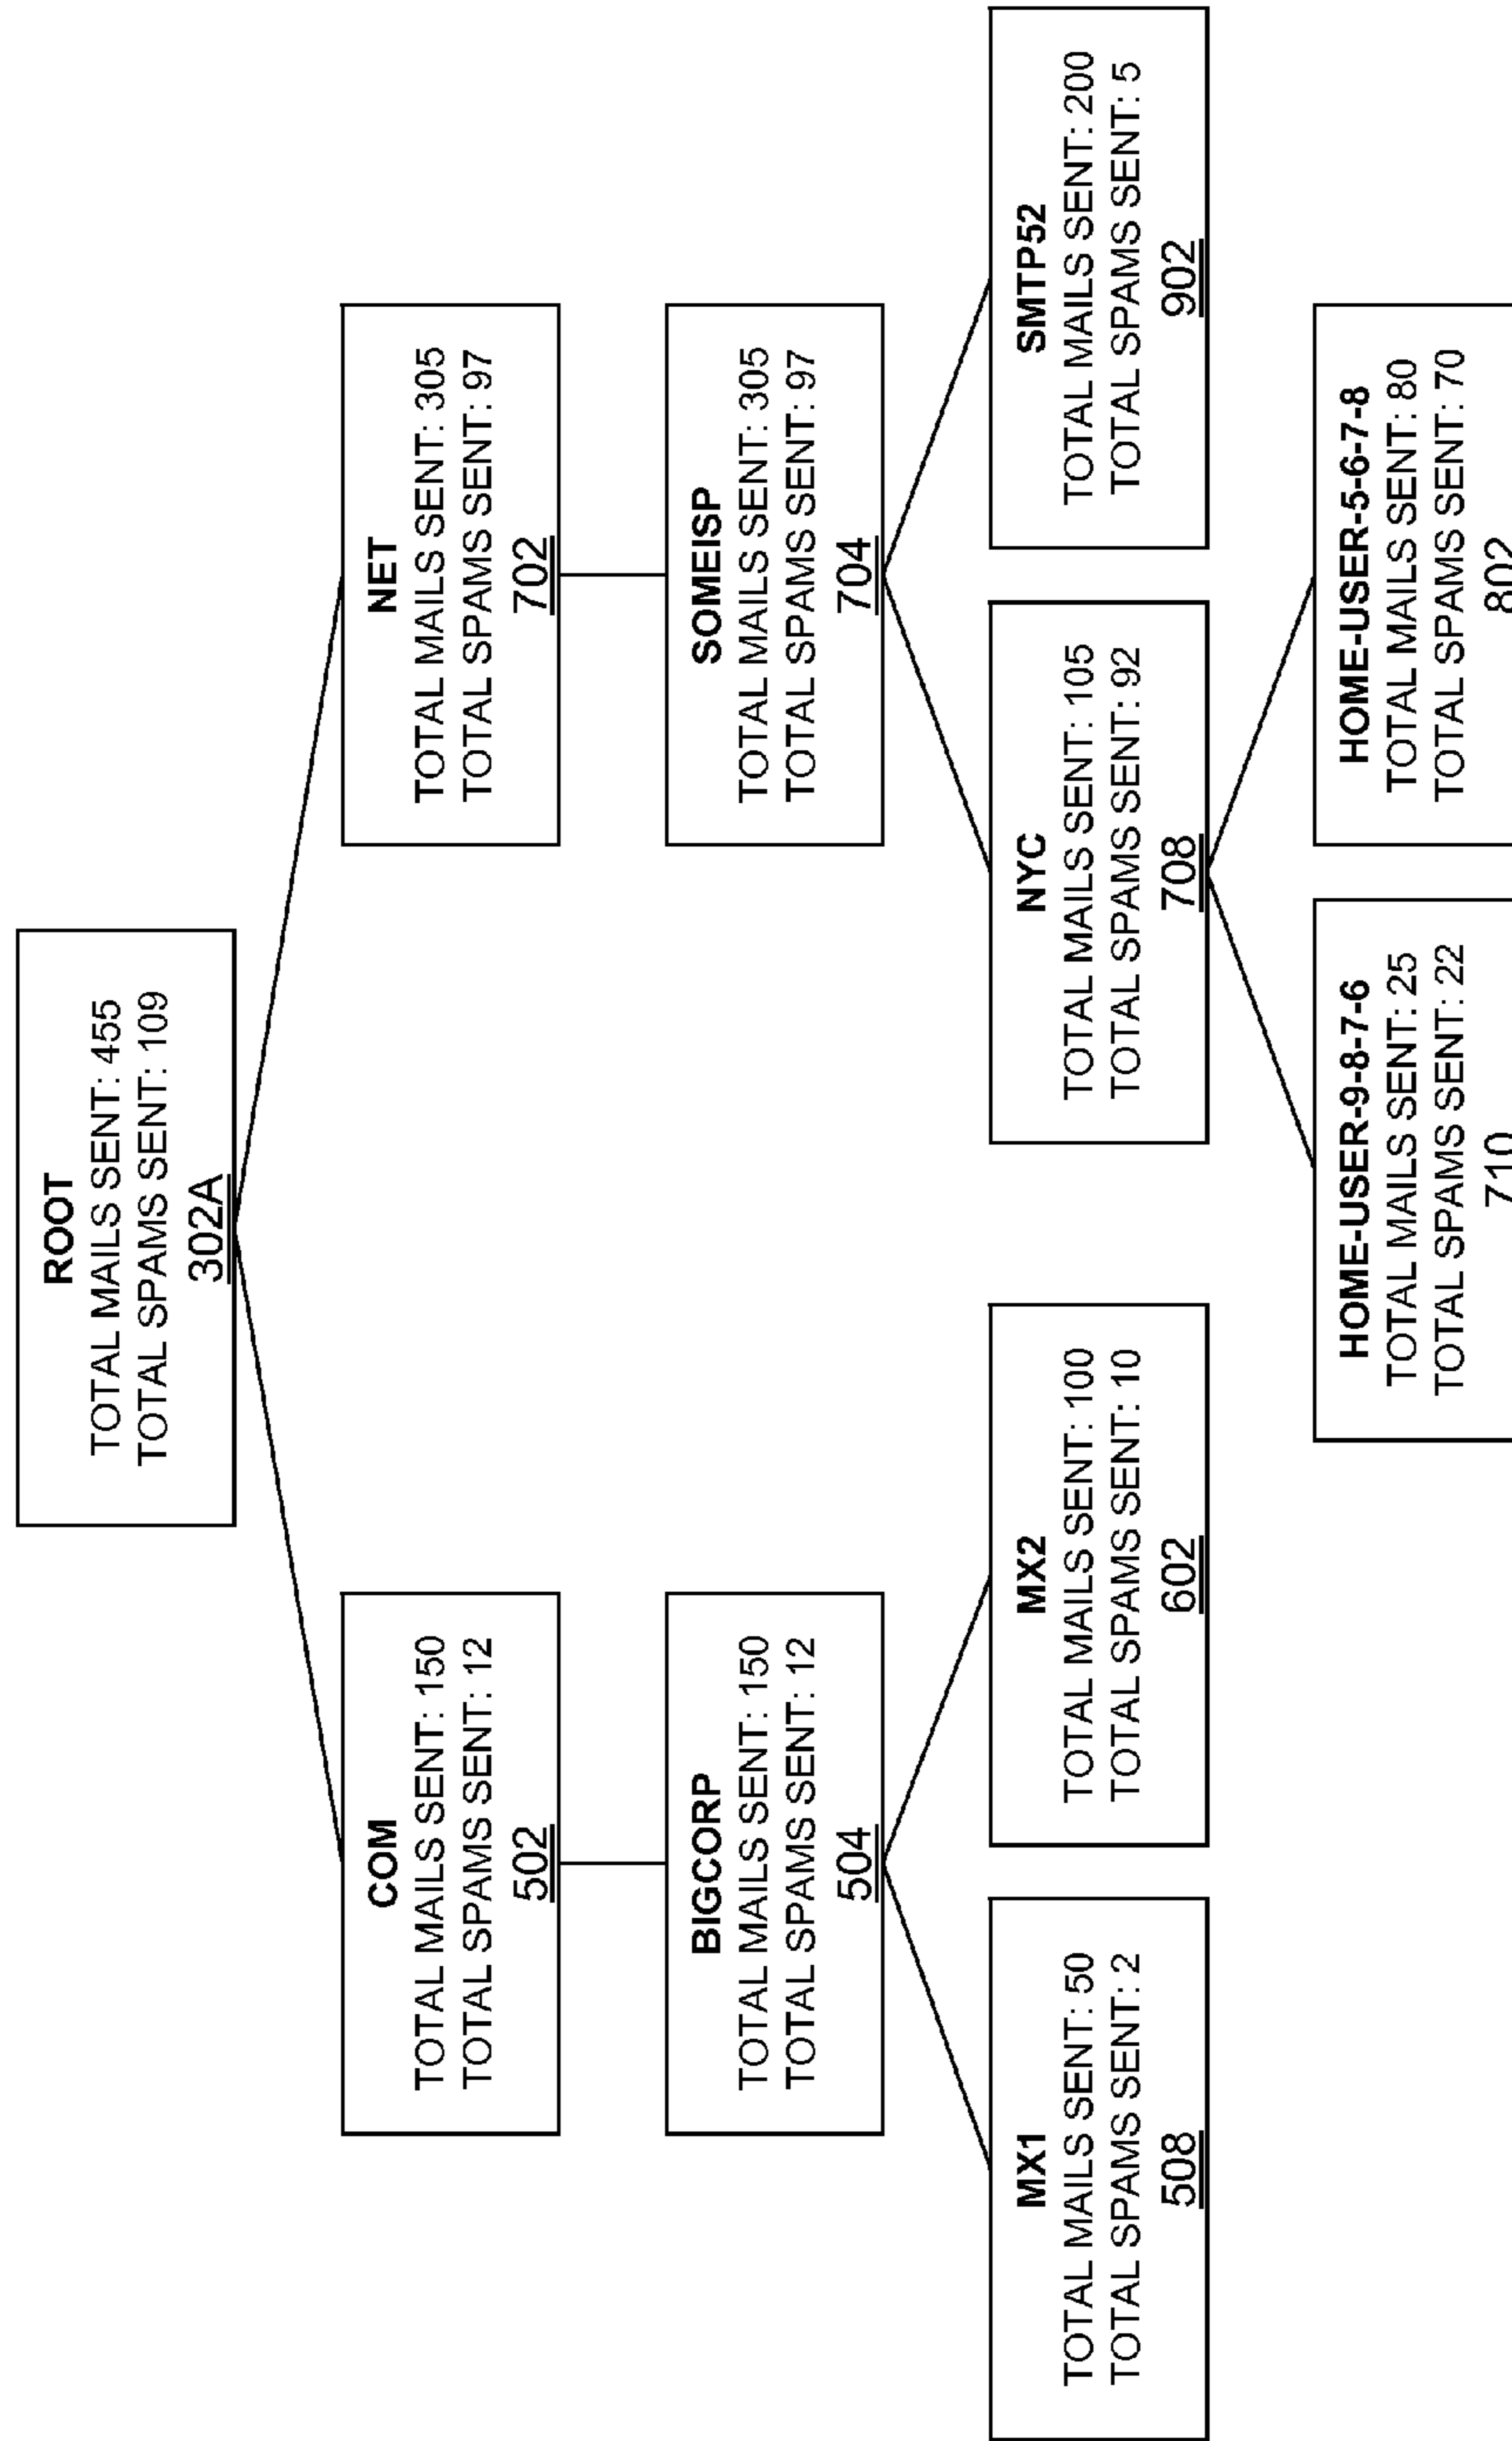 ROOT
TOTAL MAILS SENT: 455
TOTAL SPAMS SENT: 109
302A
COM
TOTAL MAILS SENT: 150
TOTAL SPAMS SENT: 12
502
NET
TOTAL MAILS SENT: 305
TOTAL SPAMS SENT: 97
702
BIGCORP
TOTAL MAILS SENT: 150
TOTAL SPAMS SENT: 12
504
SOMEISP
TOTAL MAILS SENT: 305
TOTAL SPAMS SENT: 97
704
MX1
TOTAL MAILS SENT: 50
TOTAL SPAMS SENT: 2
508
MX2
TOTAL MAILS SENT: 100
TOTAL SPAMS SENT: 10
602
NYC
TOTAL MAILS SENT: 105
TOTAL SPAMS SENT: 92
708
SMTP52
TOTAL MAILS SENT: 200
TOTAL SPAMS SENT: 5
902
HOME-USER-9-8-7-6
TOTAL MAILS SENT: 25
TOTAL SPAMS SENT: 22
710
HOME-USER-5-6-7-8
TOTAL MAILS SENT: 80
TOTAL SPAMS SENT: 70
802